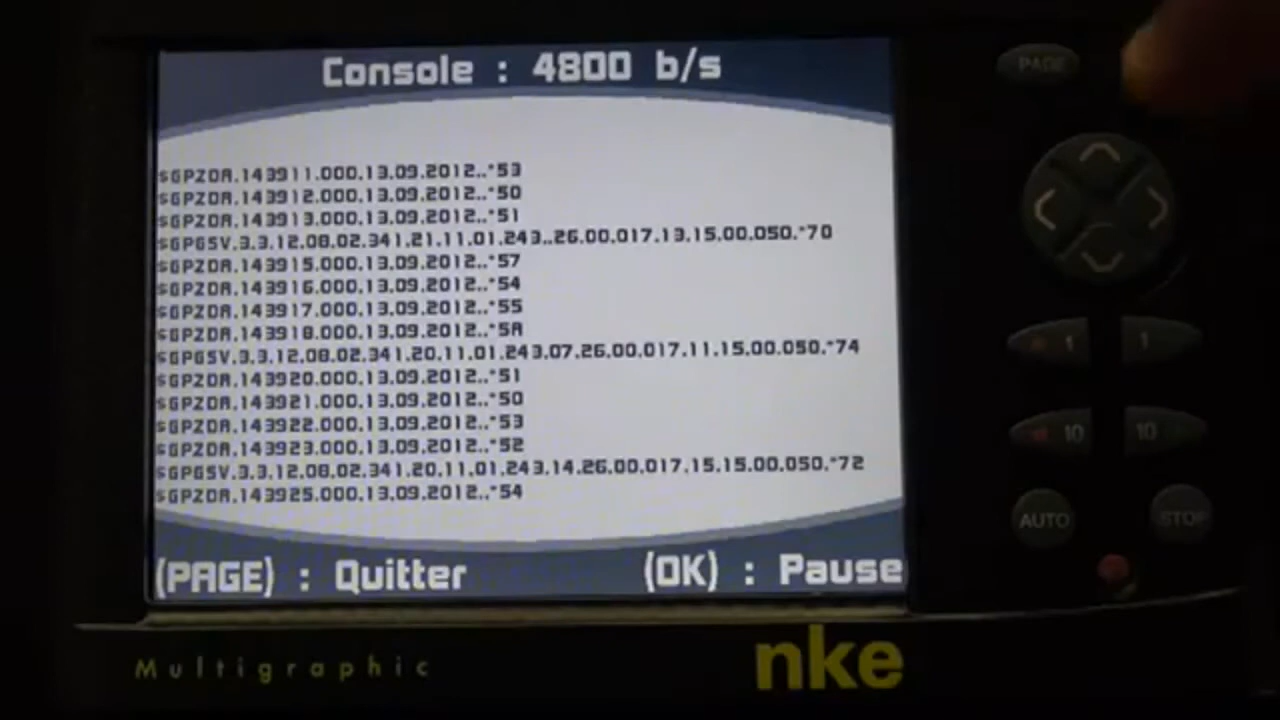 Console : 4800 b/s
PAGE
$GPZDA,143911.000,13,09,2012,,*53
$GPZDA,143912.000,13,09,2012,,*50
$GPZDA,143913.000,13,09,2012,,*51
$GPGSV,3,3,12,08,02,341,21,11,01,243,,26,00,017,13,15,00,050,*70
$GPZDA,143915.000,13,09,2012,,*57
$GPZDA,143916.000,13,09,2012,,*54
$GPZDA,143917.000,13,09,2012,,*55
$GPZDA,143918.000,13,09,2012,,*5A
$GPGSV,3,3,12,08,02,341,20,11,01,243,07,26,00,017,11,15,00,050,*74
$GPZDA,143920.000,13,09,2012,,*51
$GPZDA,143921.000,13,09,2012,,*50
$GPZDA,143922.000,13,09,2012,,*53
$GPZDA,143923.000,13,09,2012,,*52
$GPGSV,3,3,12,08,02,341,20,11,01,243,14,26,00,017,15,15,00,050,*72
$GPZDA,143925.000,13,09,2012,,*54
(PAGE) : Quitter (OK) : Pause
1 1
10 10
AUTO STOP
Multigraphic
nke